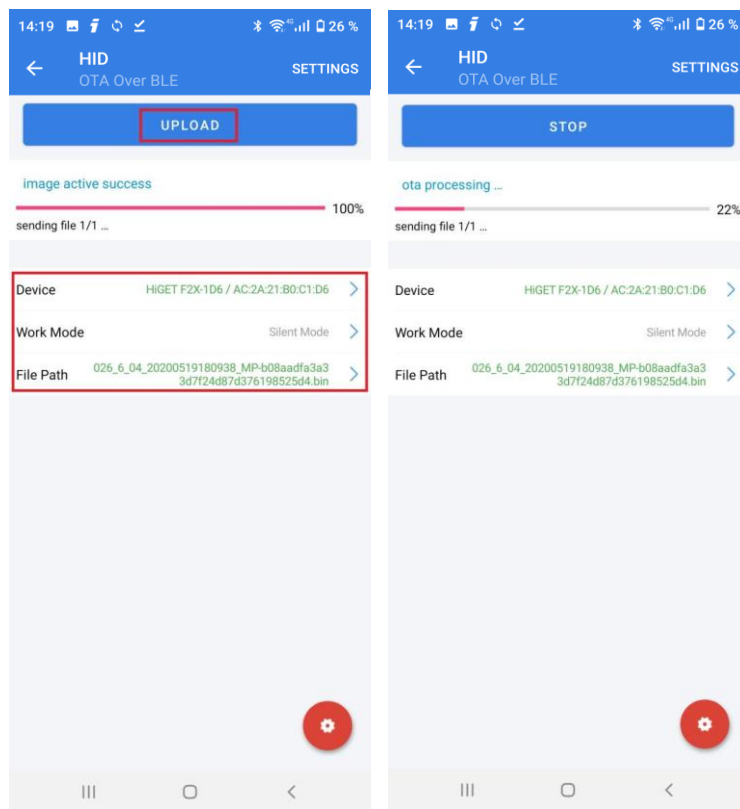 14:19 4G 26 %
HID
OTA Over BLE
SETTINGS
UPLOAD
image active success
100%
sending file 1/1 ...
Device HiGET F2X-1D6 / AC:2A:21:B0:C1:D6
Work Mode Silent Mode
File Path 026_6_04_20200519180938_MP-b08aadfa3a3
3d7f24d87d376198525d4.bin
14:19 4G 26 %
HID
OTA Over BLE
SETTINGS
STOP
ota processing ...
22%
sending file 1/1 ...
Device HiGET F2X-1D6 / AC:2A:21:B0:C1:D6
Work Mode Silent Mode
File Path 026_6_04_20200519180938_MP-b08aadfa3a3
3d7f24d87d376198525d4.bin